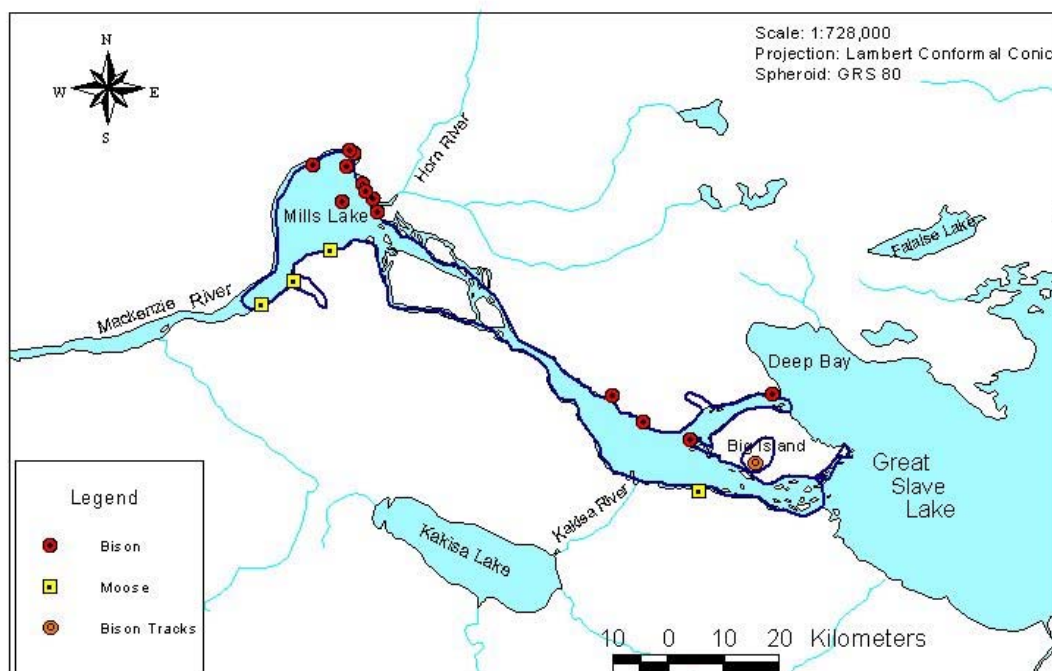 Scale: 1:728,000
Projection: Lambert Conformal Conic
Spheroid: GRS 80
N
W
E
S
Horn River
Mills Lake
Falaise Lake
Mackenzie River
Deep Bay
Big Island
Great
Slave
Lake
Kakisa River
Kakisa Lake
Legend
Bison
Moose
Bison Tracks
10 0 10 20 Kilometers